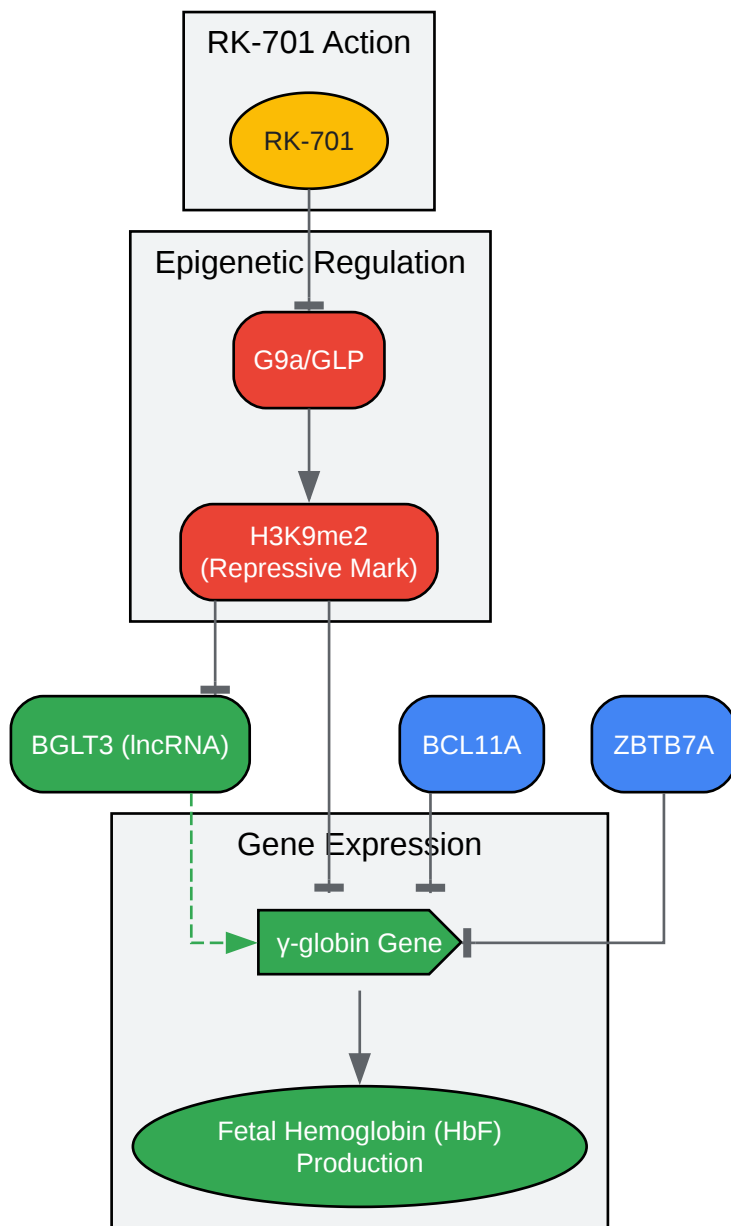 RK-701 Action
RK-701
Epigenetic Regulation
G9a/GLP
H3K9me2
(Repressive Mark)
BGLT3 (lncRNA)
BCL11A
ZBTB7A
Gene Expression
γ-globin Gene
Fetal Hemoglobin (HbF)
Production